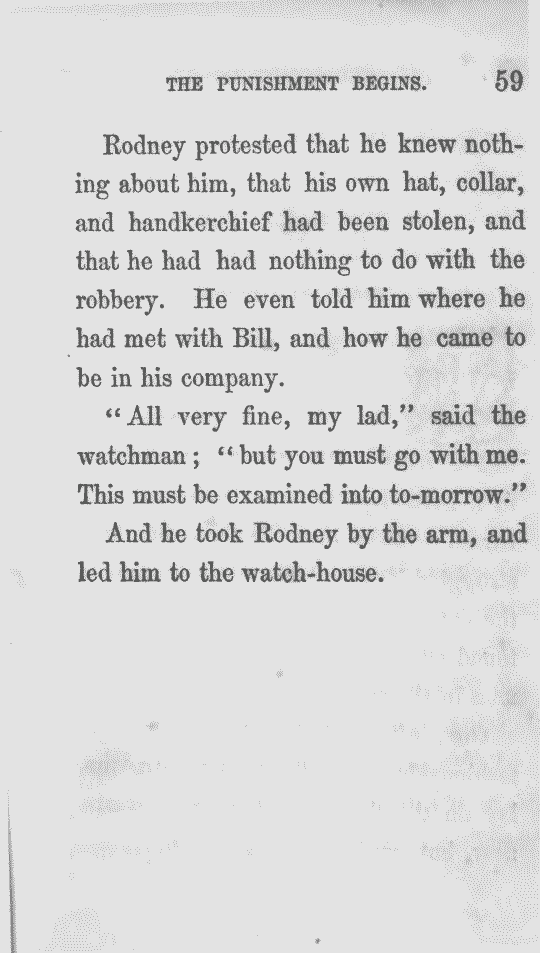 THE PUNISHMENT BEGINS. 59
Rodney protested that he knew noth-
ing about him, that his own hat, collar,
and handkerchief had been stolen, and
that he had had nothing to do with the
robbery. He even told him where he
had met with Bill, and how he came to
be in his company.
“All very fine, my lad,” said the
watchman; “but you must go with me.
This must be examined into to-morrow.”
And he took Rodney by the arm, and
led him to the watch-house.